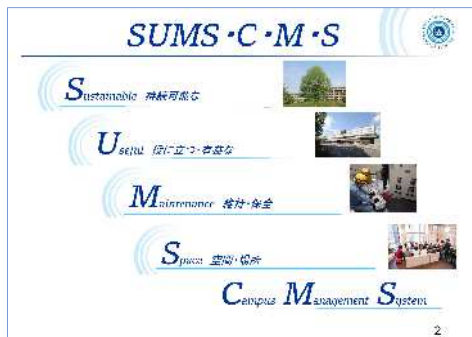 SUMS・C・M・S
Sustainable 持続可能な
Useful 役に立つ・有益な
Maintenance 維持・保全
Space 空間・場所
Campus Management System
2